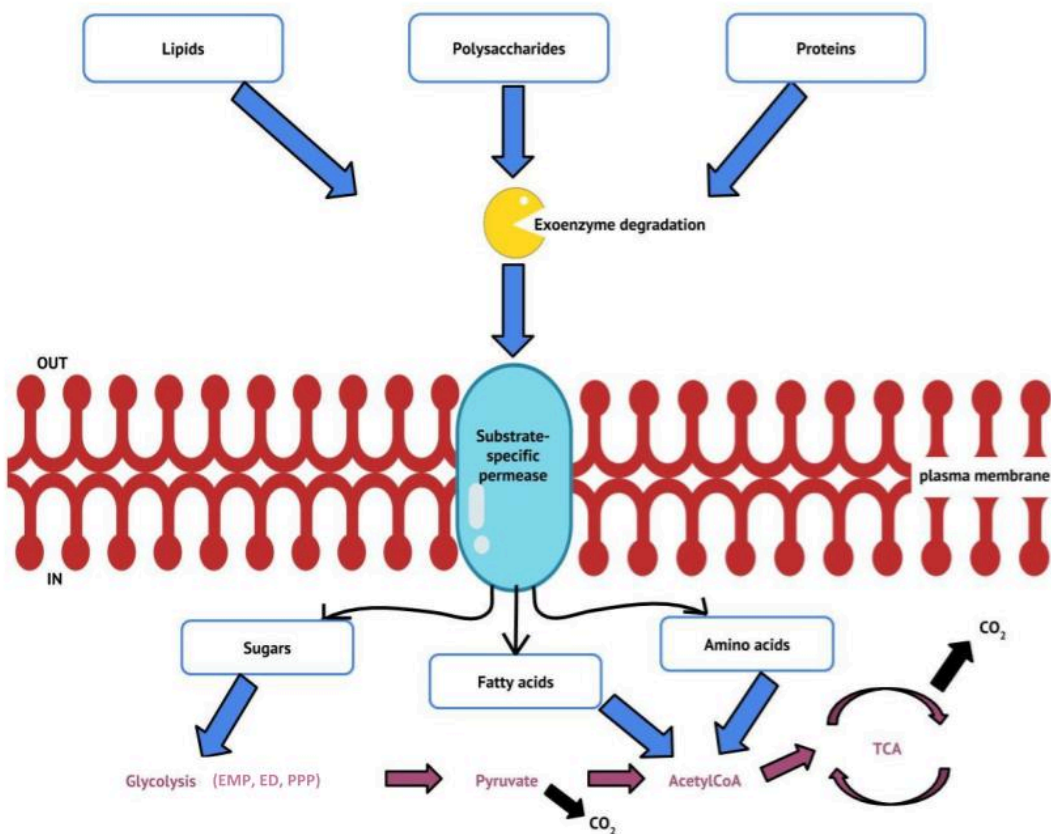 Lipids
Polysaccharides
Proteins
Exoenzyme degradation
OUT
Substrate-
specific
permease
plasma membrane
IN
Sugars
Fatty acids
Amino acids
CO2
TCA
Glycolysis (EMP, ED, PPP)
Pyruvate
AcetylCoA
CO2